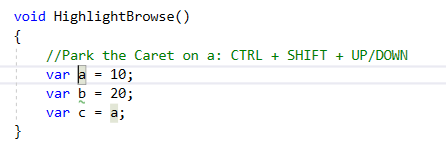 void HighlightBrowse()
{
//Park the Caret on a: CTRL + SHIFT + UP/DOWN
var a = 10;
var b = 20;
var c = a;
}